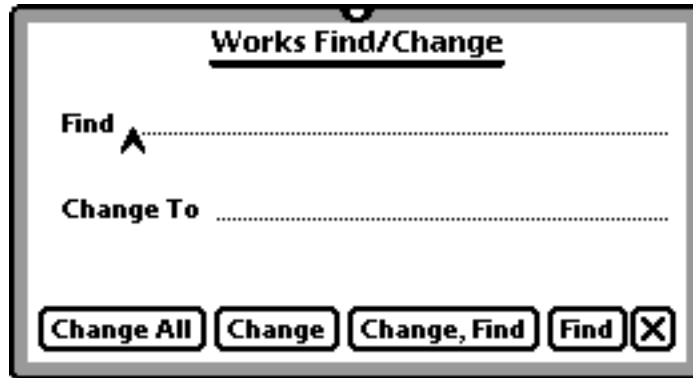 Works Find/Change
Find
Change To
Change All Change Change, Find Find X